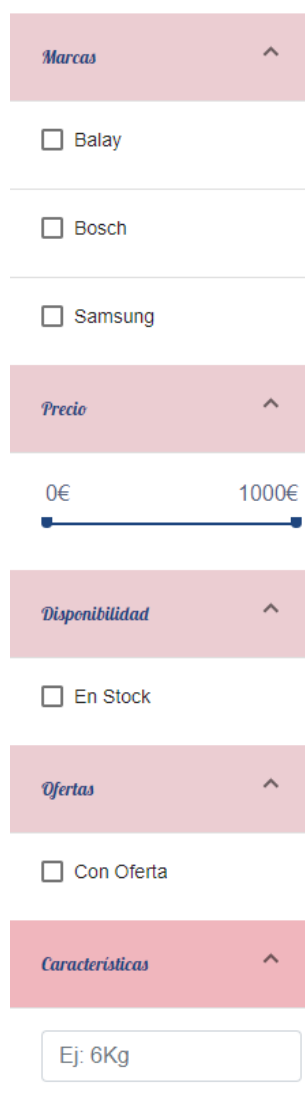 Marcas
Balay
Bosch
Samsung
Precio
0€ 1000€
Disponibilidad
En Stock
Ofertas
Con Oferta
Características
Ej: 6Kg